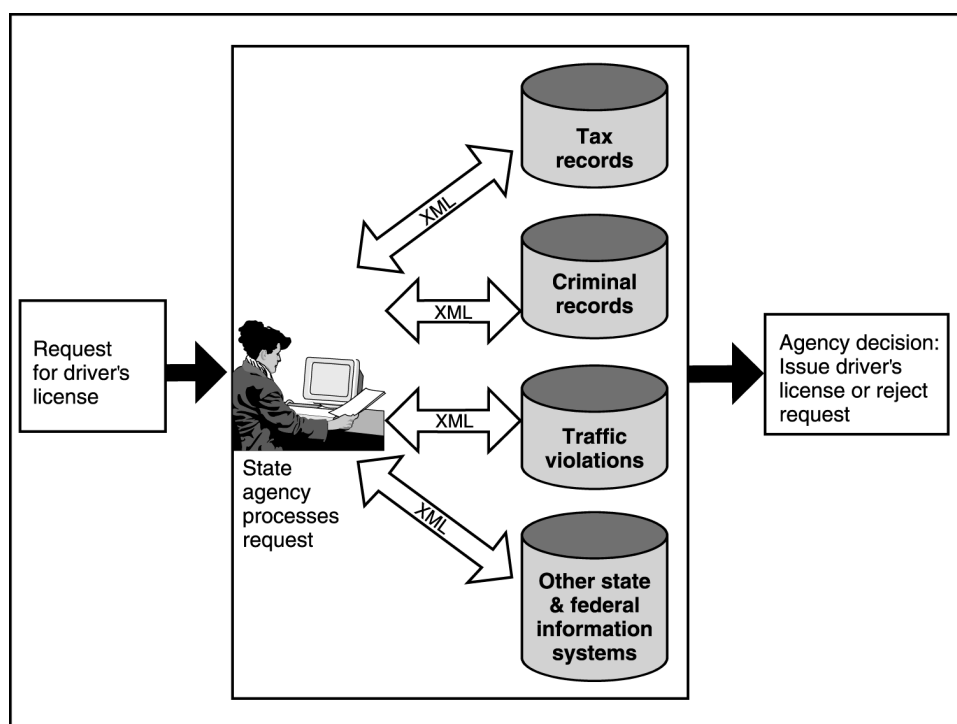 Request
for driver's
license
State
agency
processes
request
XML
Tax
records
XML
Criminal
records
XML
Traffic
violations
XML
Other state
& federal
information
systems
Agency decision:
Issue driver's
license or reject
request